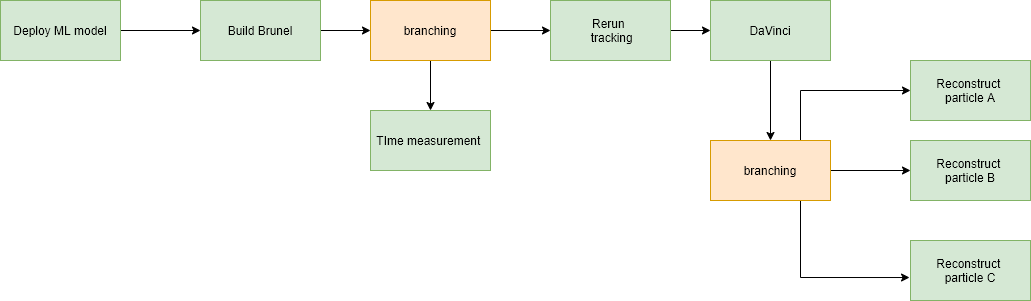 Deploy ML model
Build Brunel
branching
Rerun
tracking
DaVinci
TIme measurement
branching
Reconstruct
particle A
Reconstruct
particle B
Reconstruct
particle C